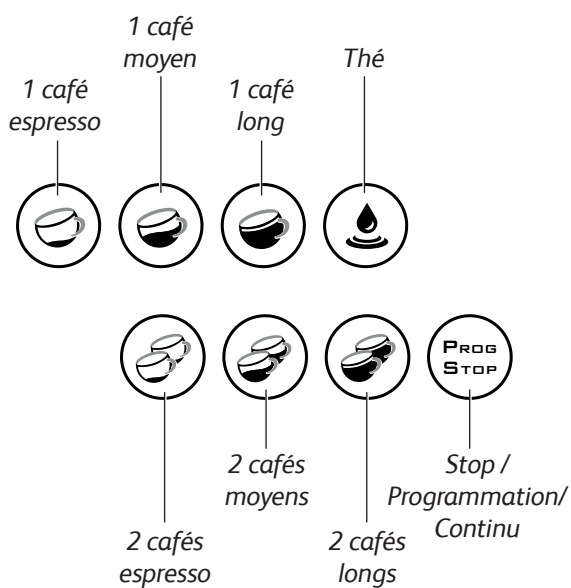 1 café
moyen
Thé
1 café
espresso
1 café
long
PROG
STOP
2 cafés
moyens
Stop /
Programmation/
Continu
2 cafés
espresso
2 cafés
longs